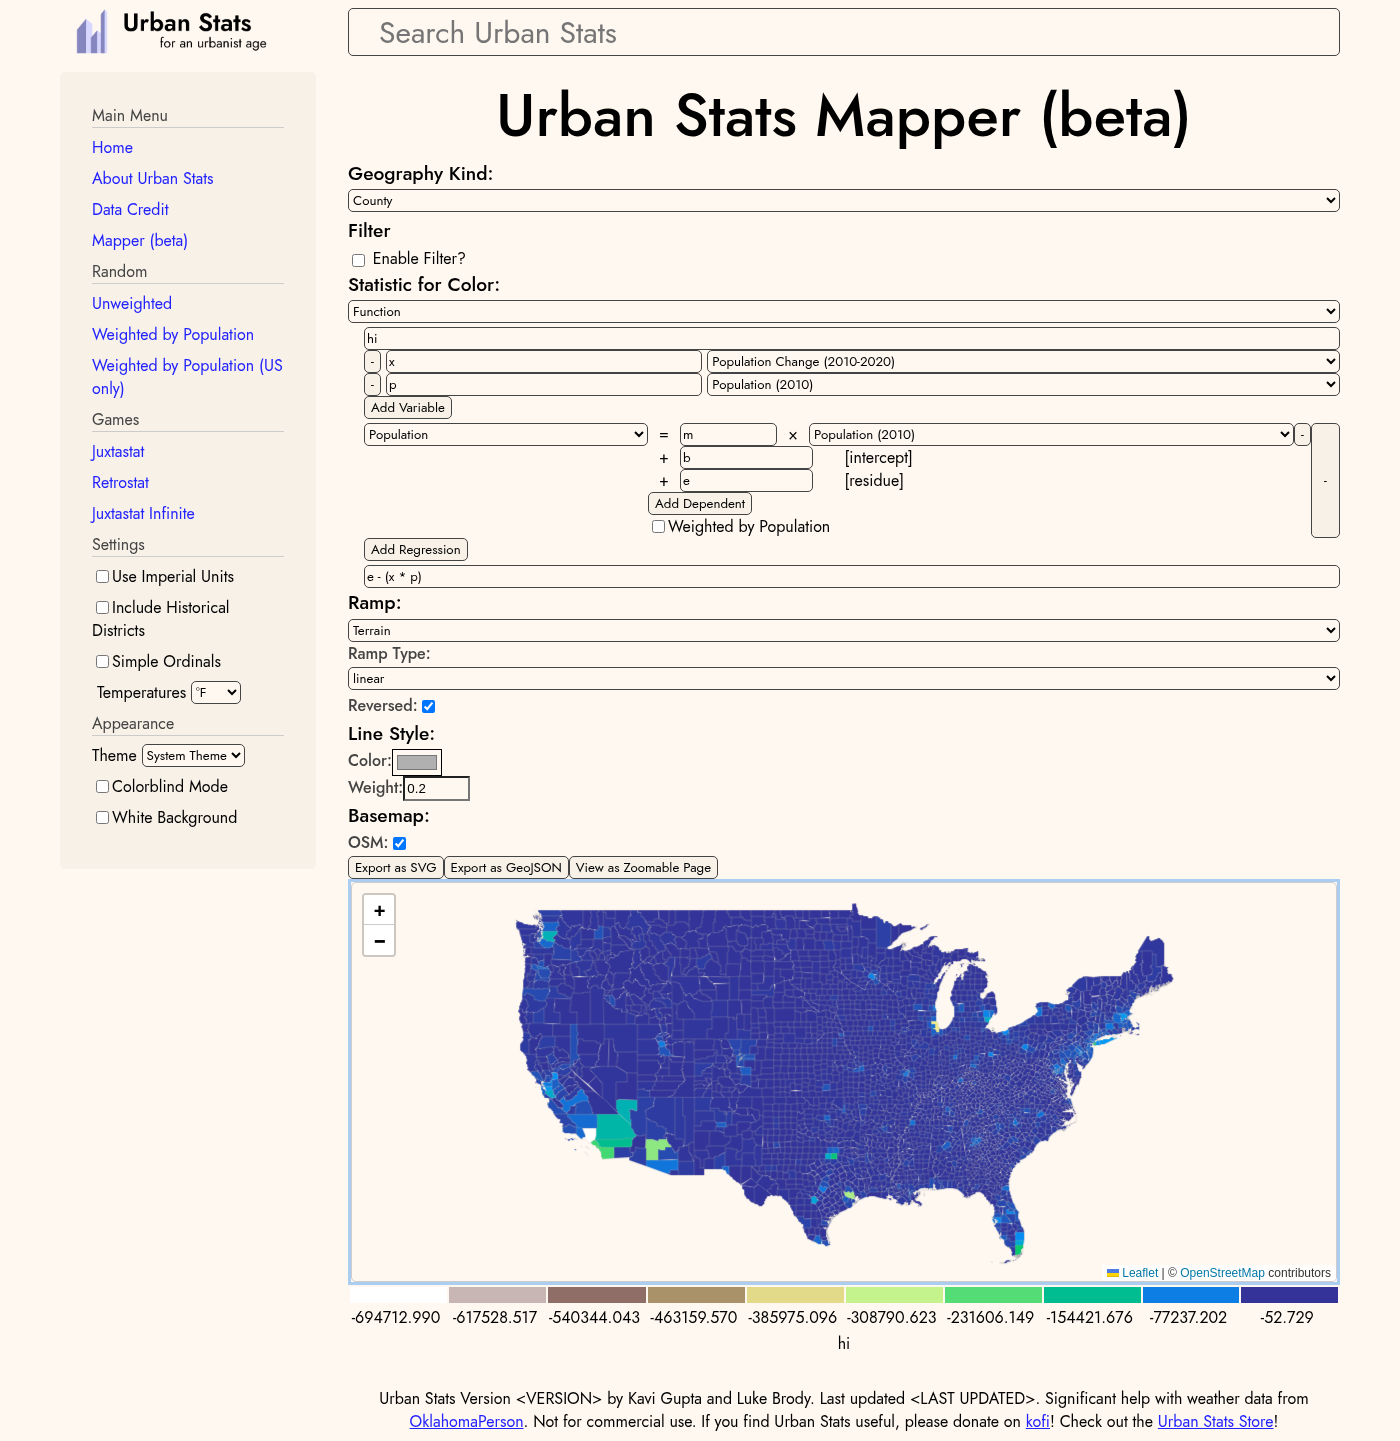 Urban Stats
for an urbanist age
Search Urban Stats
Main Menu
Home
About Urban Stats
Data Credit
Mapper (beta)
Random
Unweighted
Weighted by Population
Weighted by Population (US
only)
Games
Juxtastat
Retrostat
Juxtastat Infinite
Settings
Use Imperial Units
Include Historical
Districts
Simple Ordinals
Temperatures °F
Appearance
Theme System Theme
Colorblind Mode
White Background
Urban Stats Mapper (beta)
Geography Kind:
County
Filter
Enable Filter?
Statistic for Color:
Function
hi
- x Population Change (2010-2020)
- p Population (2010)
Add Variable
Population = m × Population (2010) - -
+ b [intercept]
+ e [residue]
Add Dependent
Weighted by Population
Add Regression
e - (x * p)
Ramp:
Terrain
Ramp Type:
linear
Reversed:
Line Style:
Color:
Weight: 0.2
Basemap:
OSM:
Export as SVG Export as GeoJSON View as Zoomable Page
+
−
Leaflet | © OpenStreetMap contributors
-694712.990 -617528.517 -540344.043 -463159.570 -385975.096 -308790.623 -231606.149 -154421.676 -77237.202 -52.729
hi
Urban Stats Version <VERSION> by Kavi Gupta and Luke Brody. Last updated <LAST UPDATED>. Significant help with weather data from
OklahomaPerson. Not for commercial use. If you find Urban Stats useful, please donate on kofi! Check out the Urban Stats Store!